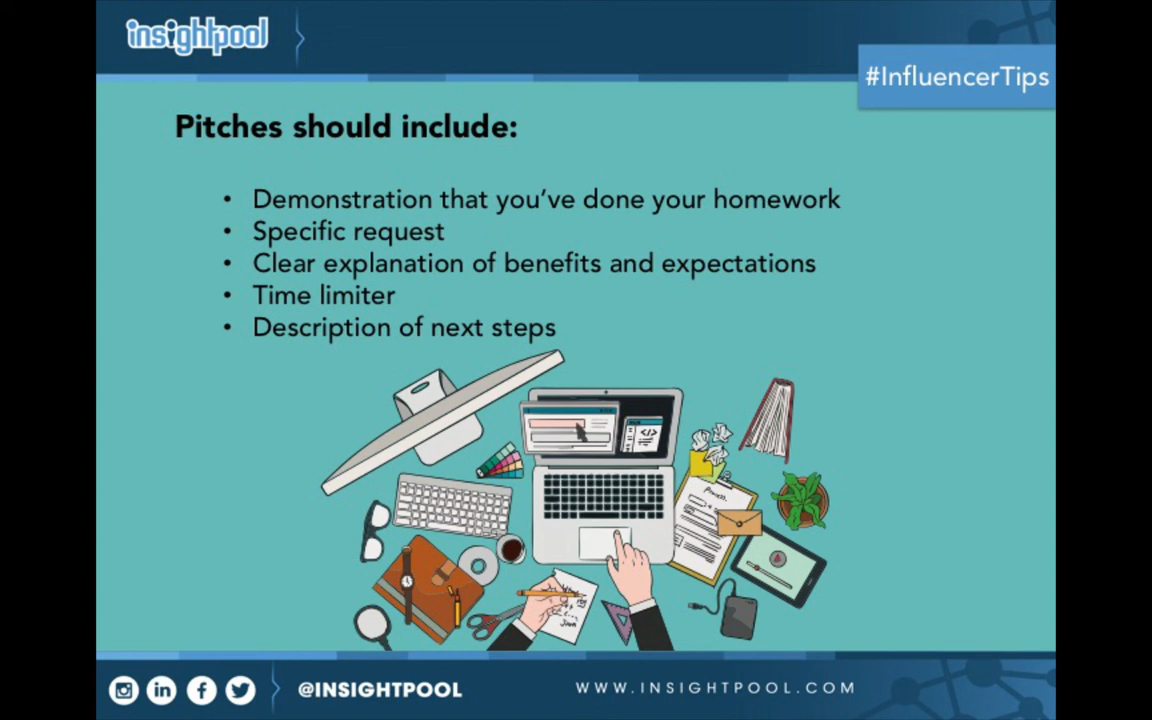 insightpool
#InfluencerTips
Pitches should include:
• Demonstration that you've done your homework
• Specific request
• Clear explanation of benefits and expectations
• Time limiter
• Description of next steps
</>
Process.
@INSIGHTPOOL
WWW.INSIGHTPOOL.COM